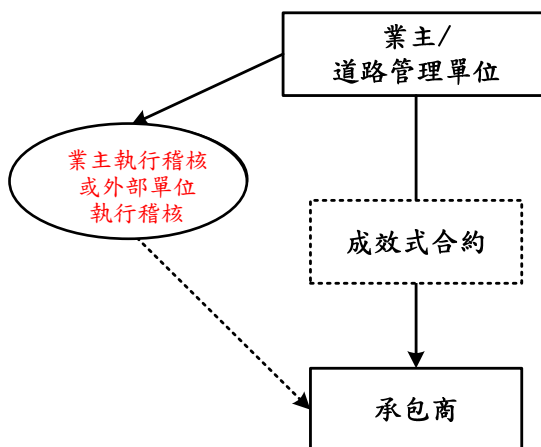 業主/
道路管理單位
業主執行稽核
或外部單位
執行稽核
成效式合約
承包商